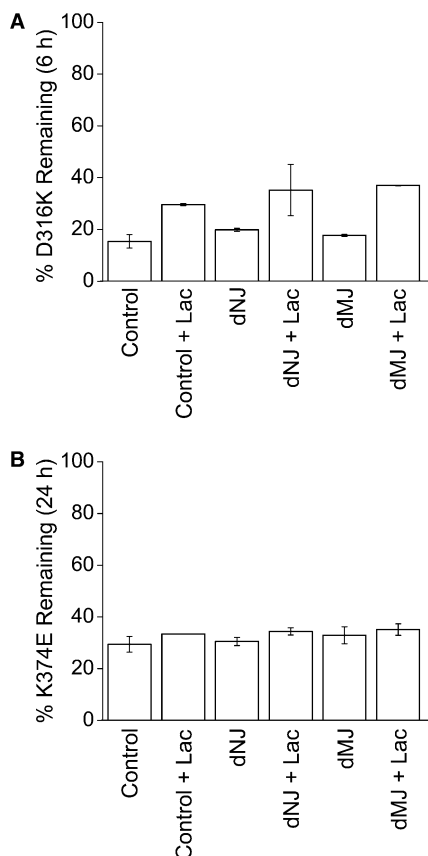 A
% D316K Remaining (6 h)
100
80
60
40
20
0
Control
Control + Lac
dNJ
dNJ + Lac
dMJ
dMJ + Lac
B
% K374E Remaining (24 h)
100
80
60
40
20
0
Control
Control + Lac
dNJ
dNJ + Lac
dMJ
dMJ + Lac